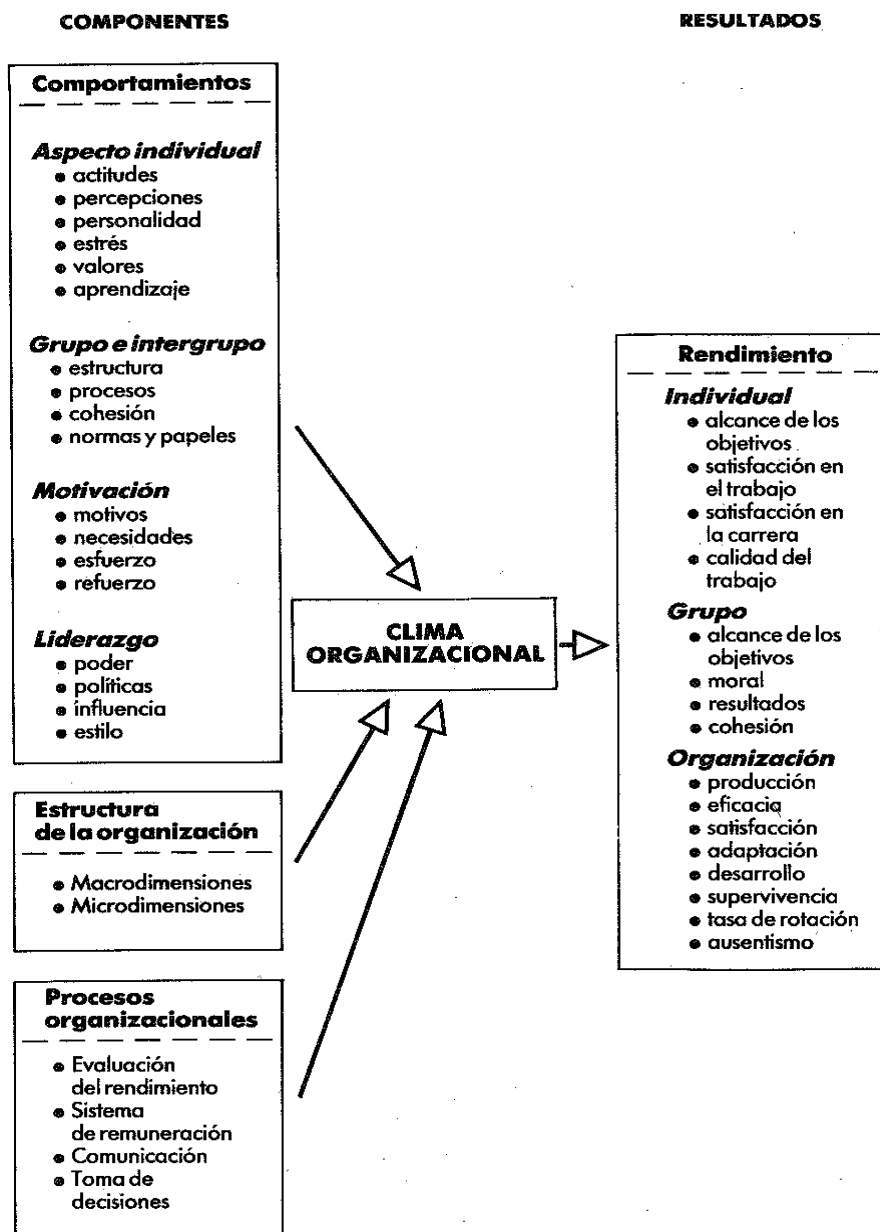 COMPONENTES
RESULTADOS
Comportamientos
Aspecto individual
• actitudes
• percepciones
• personalidad
• estrés
• valores
• aprendizaje
Grupo e intergrupo
• estructura
• procesos
• cohesión
• normas y papeles
Motivación
• motivos
• necesidades
• esfuerzo
• refuerzo
Liderazgo
• poder
• políticas
• influencia
• estilo
Estructura
de la organización
• Macrodimensiones
• Microdimensiones
Procesos
organizacionales
• Evaluación
del rendimiento
• Sistema
de remuneración
• Comunicación
• Toma de
decisiones
CLIMA
ORGANIZACIONAL
Rendimiento
Individual
• alcance de los
objetivos
• satisfacción en
el trabajo
• satisfacción en
la carrera
• calidad del
trabajo
Grupo
• alcance de los
objetivos
• moral
• resultados
• cohesión
Organización
• producción
• eficacia
• satisfacción
• adaptación
• desarrollo
• supervivencia
• tasa de rotación
• ausentismo